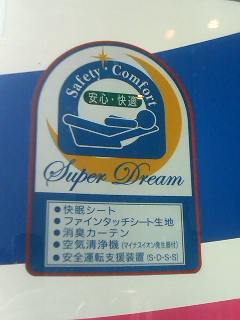 Safety・Comfort
安心・快適
Super Dream
●快眠シート
●ファインタッチシート生地
●消臭カーテン
●空気清浄機(マイナスイオン発生器付)
●安全運転支援装置(S・D・S・S)